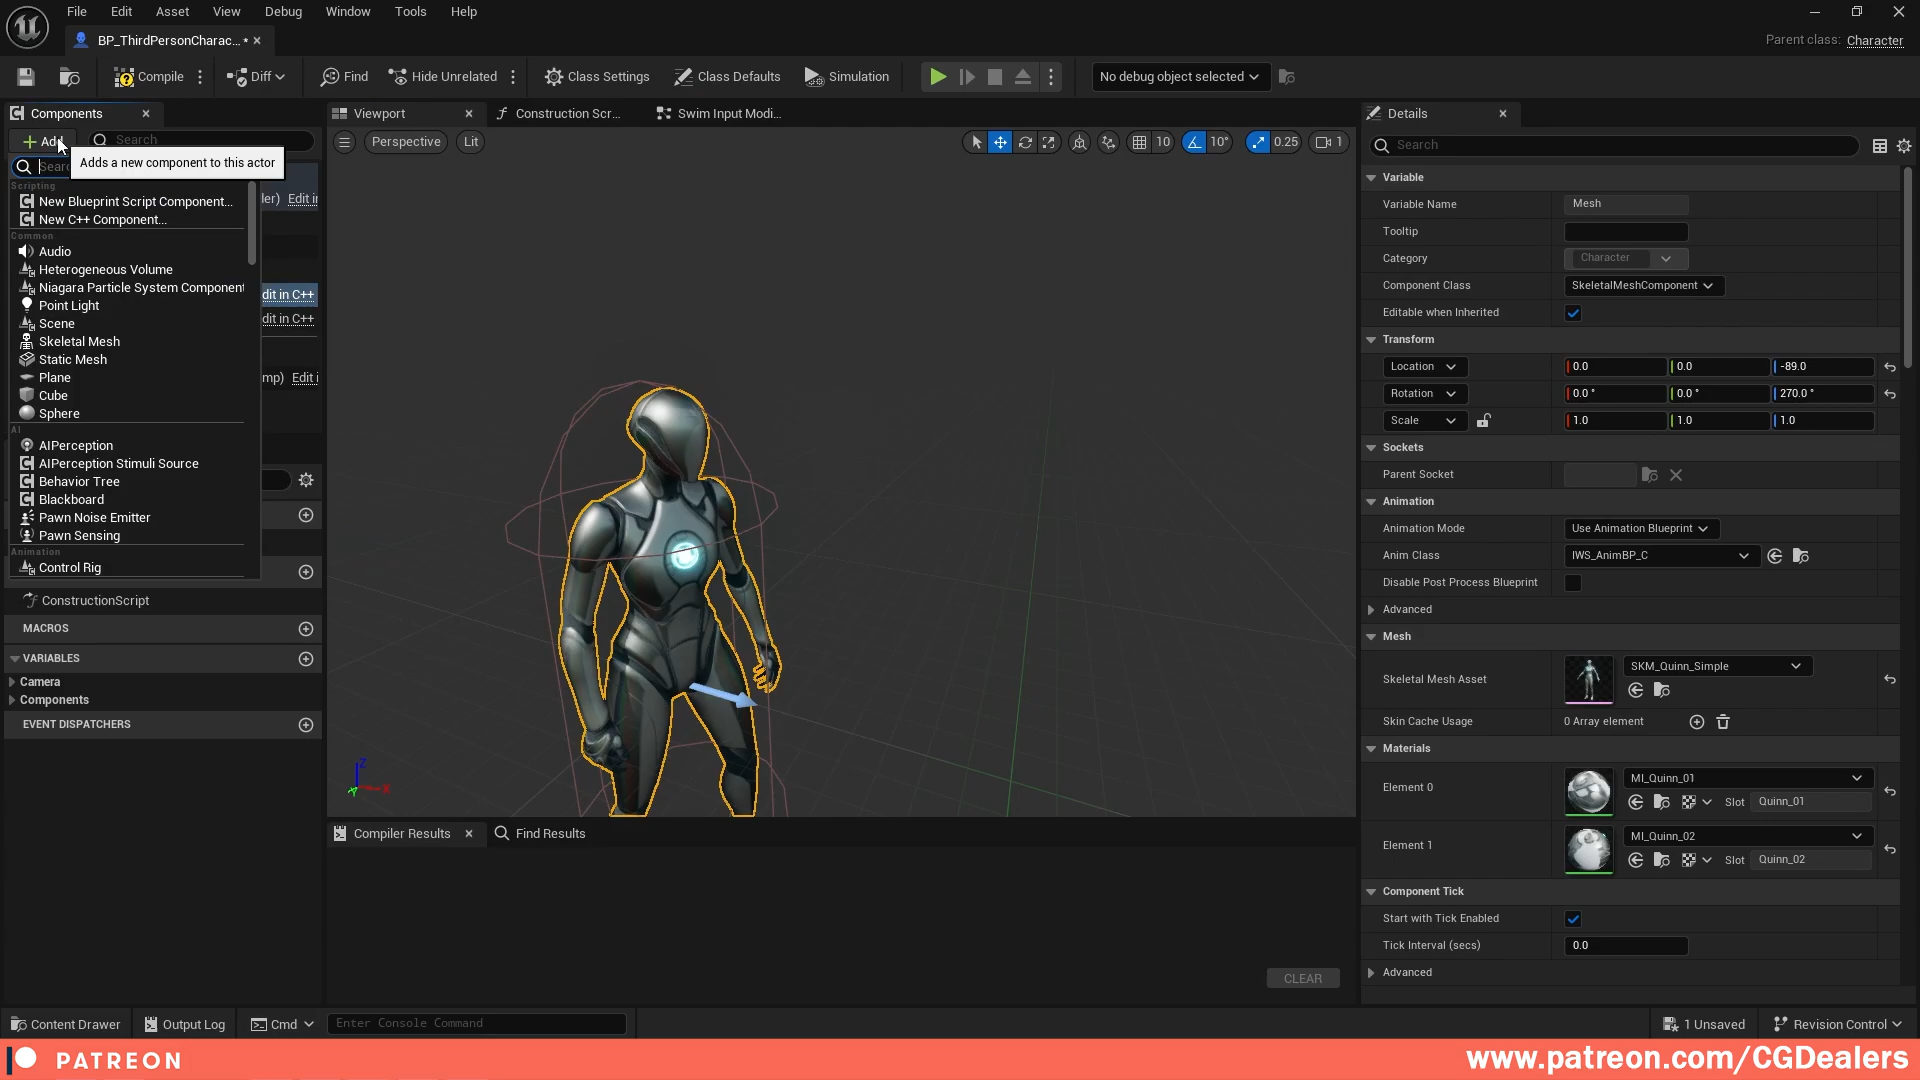 File Edit Asset View Debug Window Tools Help
BP_ThirdPersonCharac... •
Parent class: Character
Compile Diff Find Hide Unrelated Class Settings Class Defaults Simulation No debug object selected
Components Viewport Construction Scr... Swim Input Modi... Details
Add Search
Perspective Lit 10 10° 0.25 1
Search
Adds a new component to this actor
Scripting
New Blueprint Script Component...
New C++ Component...
Edit in
Common
Audio
Heterogeneous Volume
Niagara Particle System Component
dit in C++
Point Light
dit in C++
Scene
Skeletal Mesh
Static Mesh
Plane
mp) Edit i
Cube
Sphere
AI
AIPerception
AIPerception Stimuli Source
Behavior Tree
Blackboard
Pawn Noise Emitter
Pawn Sensing
Animation
Control Rig
ConstructionScript
MACROS
VARIABLES
Camera
Components
EVENT DISPATCHERS
Z
X
Y
Variable
Variable Name Mesh
Tooltip
Category Character
Component Class SkeletalMeshComponent
Editable when Inherited
Transform
Location 0.0 0.0 -89.0
Rotation 0.0 ° 0.0 ° 270.0 °
Scale 1.0 1.0 1.0
Sockets
Parent Socket
Animation
Animation Mode Use Animation Blueprint
Anim Class IWS_AnimBP_C
Disable Post Process Blueprint
Advanced
Mesh
Skeletal Mesh Asset SKM_Quinn_Simple
Skin Cache Usage 0 Array element
Materials
Element 0 MI_Quinn_01
Slot Quinn_01
Element 1 MI_Quinn_02
Slot Quinn_02
Component Tick
Start with Tick Enabled
Tick Interval (secs) 0.0
Advanced
Compiler Results Find Results
CLEAR
Content Drawer Output Log Cmd Enter Console Command 1 Unsaved Revision Control
PATREON www.patreon.com/CGDealers